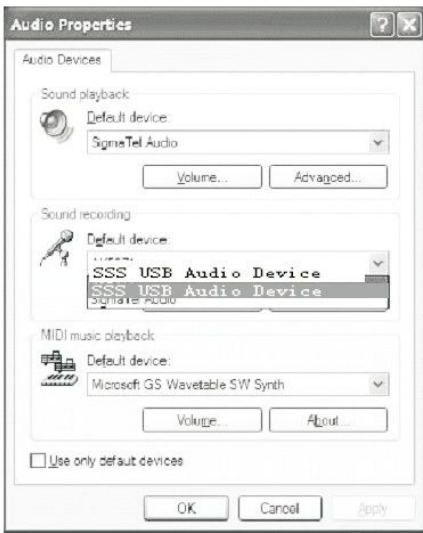 Audio Properties
Audio Devices
Sound playback
Default device:
SigmaTel Audio
Volume...
Advanced...
Sound recording
Default device:
SSS USB Audio Device
SSS USB Audio Device
SigmaTel Audio
MIDI music playback
Default device:
Microsoft GS Wavetable SW Synth
Volume...
About...
Use only default devices
OK
Cancel
Apply